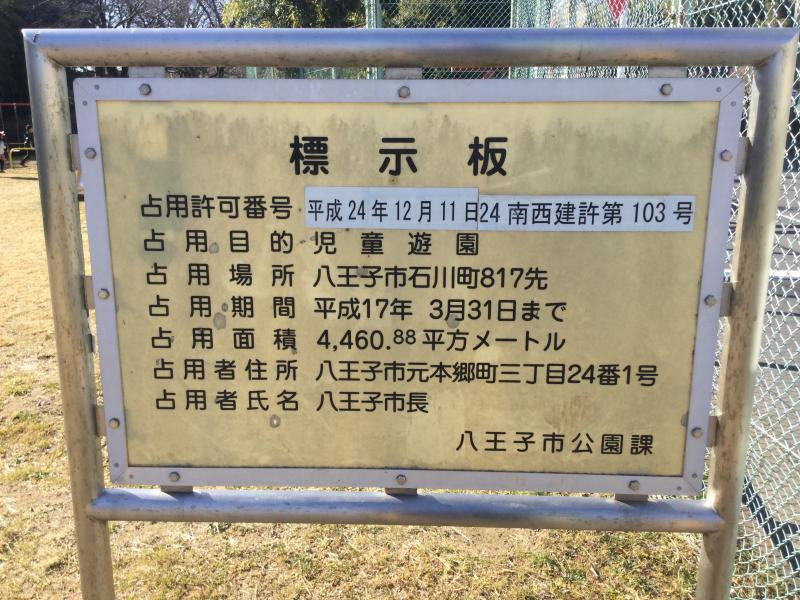 標示板
占用許可番号 平成24年12月11日24南西建許第103号
占用目的 児童遊園
占用場所 八王子市石川町817先
占用期間 平成17年 3月31日まで
占用面積 4,460.88平方メートル
占用者住所 八王子市元本郷町三丁目24番1号
占用者氏名 八王子市長
八王子市公園課